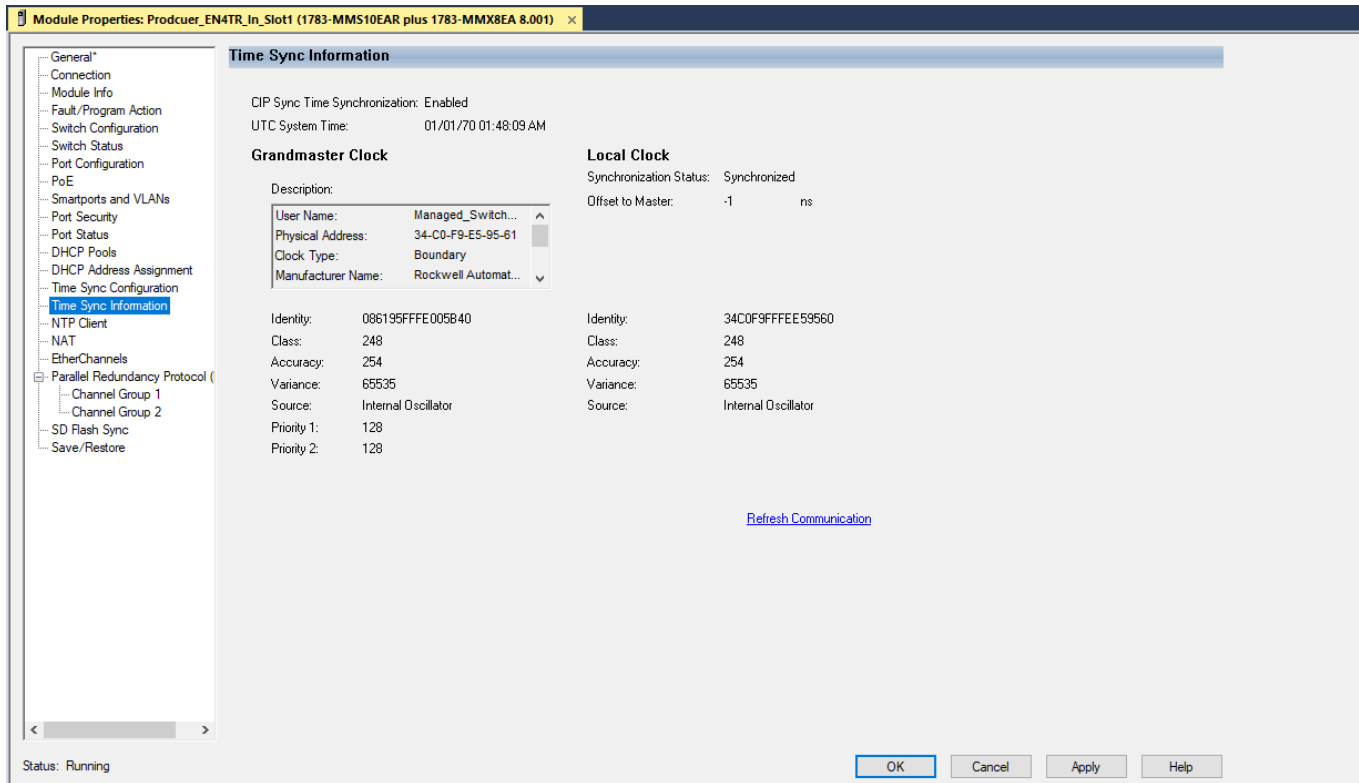 Module Properties: Prodcuer_EN4TR_In_Slot1 (1783-MMS10EAR plus 1783-MMX8EA 8.001) ×
General*
Connection
Module Info
Fault/Program Action
Switch Configuration
Switch Status
Port Configuration
PoE
Smartports and VLANs
Port Security
Port Status
DHCP Pools
DHCP Address Assignment
Time Sync Configuration
Time Sync Information
NTP Client
NAT
EtherChannels
Parallel Redundancy Protocol (
Channel Group 1
Channel Group 2
SD Flash Sync
Save/Restore
Time Sync Information
CIP Sync Time Synchronization: Enabled
UTC System Time: 01/01/70 01:48:09 AM
Grandmaster Clock
Description:
User Name: Managed_Switch...
Physical Address: 34-C0-F9-E5-95-61
Clock Type: Boundary
Manufacturer Name: Rockwell Automat...
Identity: 086195FFFE005B40
Class: 248
Accuracy: 254
Variance: 65535
Source: Internal Oscillator
Priority 1: 128
Priority 2: 128
Local Clock
Synchronization Status: Synchronized
Offset to Master: -1 ns
Identity: 34C0F9FFFEE59560
Class: 248
Accuracy: 254
Variance: 65535
Source: Internal Oscillator
Refresh Communication
Status: Running
OK Cancel Apply Help